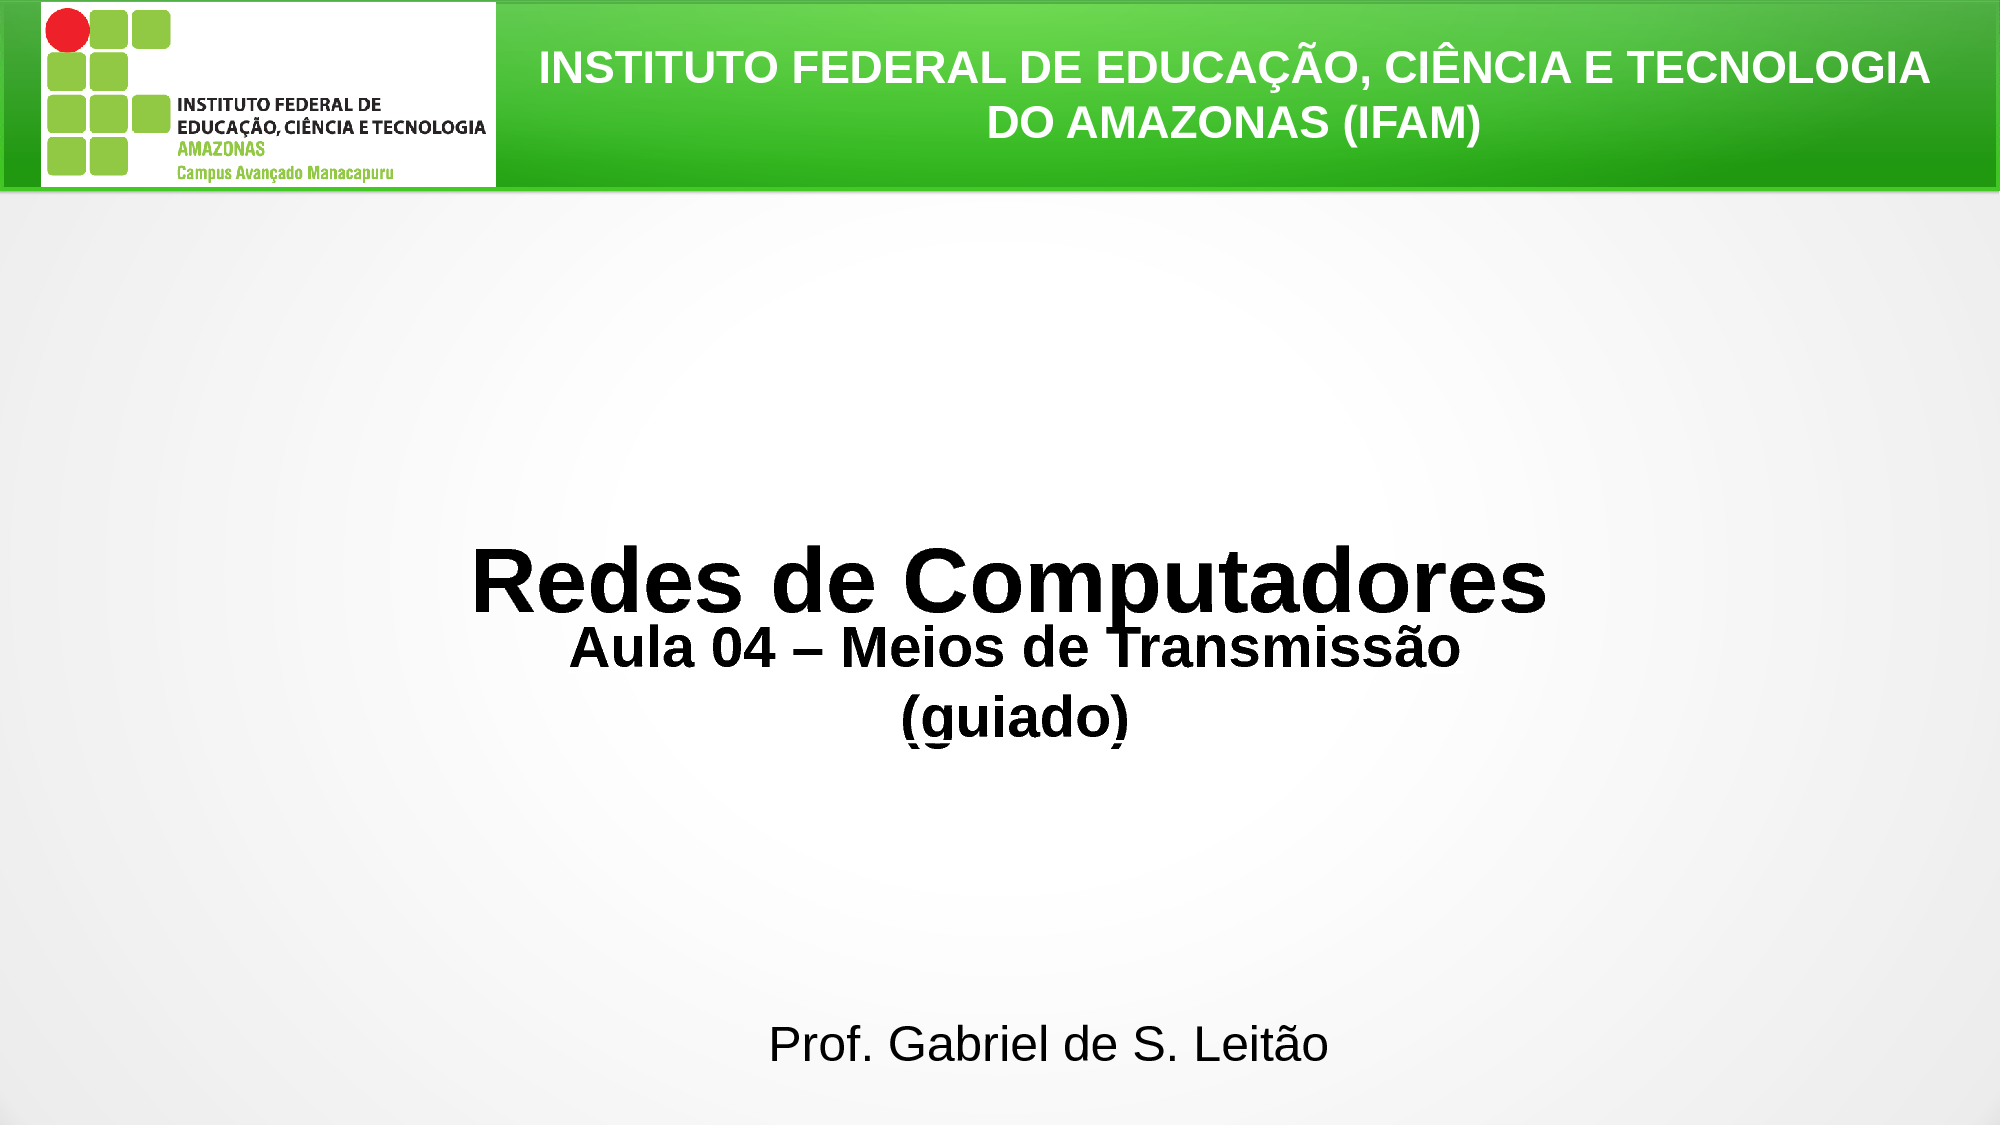 INSTITUTO FEDERAL DE
EDUCAÇÃO, CIÊNCIA E TECNOLOGIA
AMAZONAS
Campus Avançado Manacapuru
INSTITUTO FEDERAL DE EDUCAÇÃO, CIÊNCIA E TECNOLOGIA
DO AMAZONAS (IFAM)
Redes de Computadores
Aula 04 – Meios de Transmissão
(guiado)
Prof. Gabriel de S. Leitão